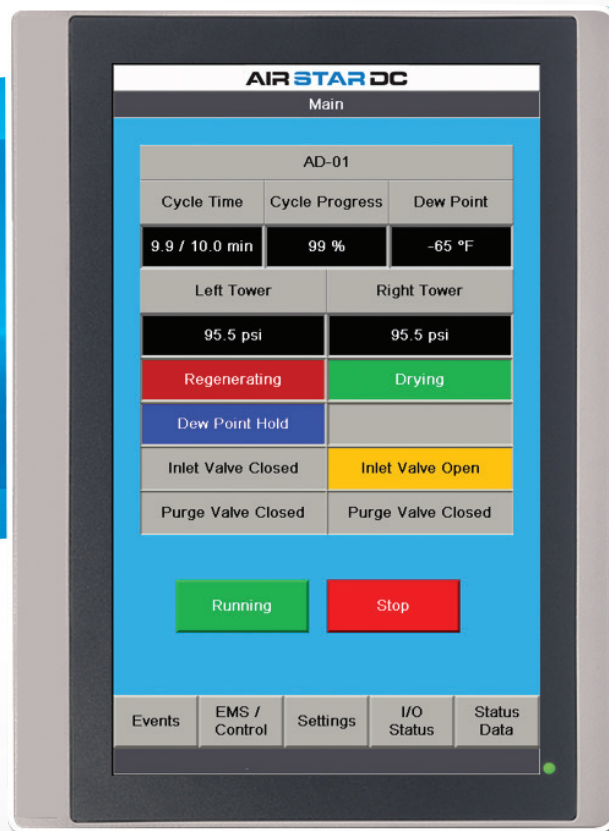 AIR STAR DC
Main
AD-01
Cycle Time Cycle Progress Dew Point
9.9 / 10.0 min 99 % -65 °F
Left Tower Right Tower
95.5 psi 95.5 psi
Regenerating Drying
Dew Point Hold
Inlet Valve Closed Inlet Valve Open
Purge Valve Closed Purge Valve Closed
Running Stop
Events EMS / Control Settings I/O Status Status Data